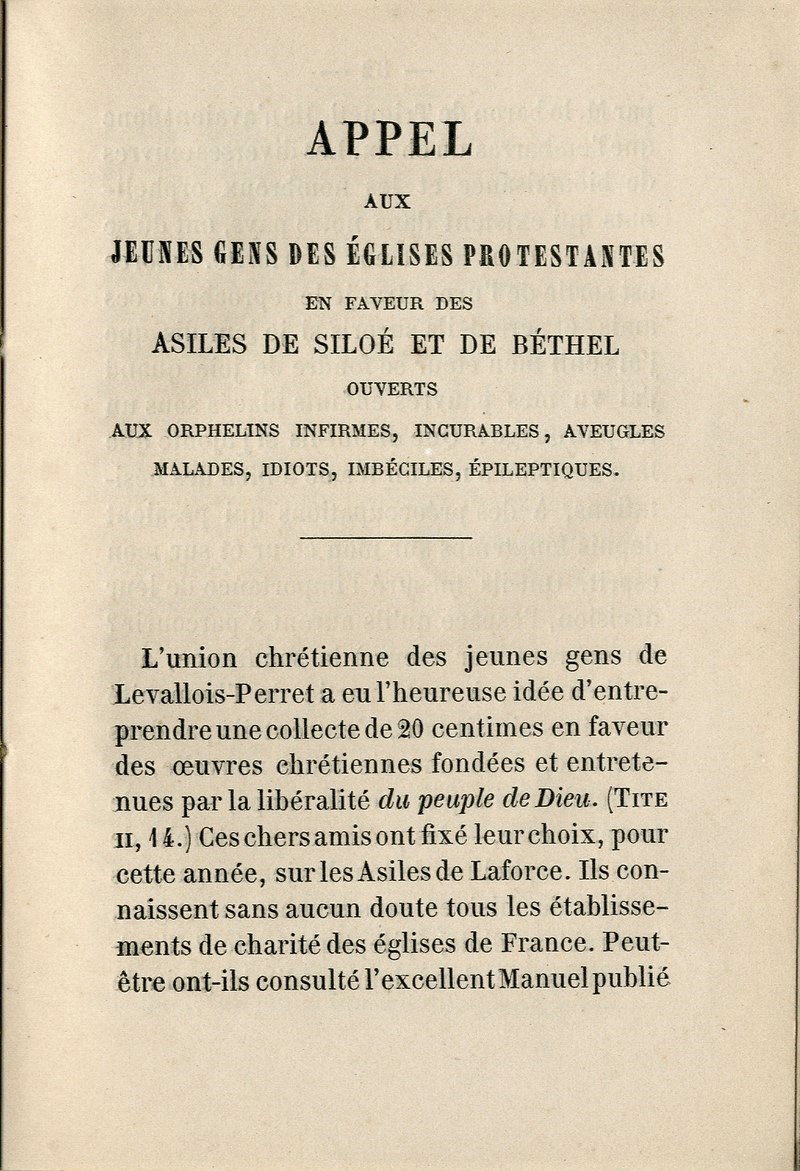 APPEL
AUX
JEUNES GENS DES ÉGLISES PROTESTANTES
EN FAVEUR DES
ASILES DE SILOÉ ET DE BÉTHEL
OUVERTS
AUX ORPHELINS INFIRMES, INCURABLES, AVEUGLES
MALADES, IDIOTS, IMBÉCILES, ÉPILEPTIQUES.
L'union chrétienne des jeunes gens de
Levallois-Perret a eu l'heureuse idée d'entre-
prendre une collecte de 20 centimes en faveur
des œuvres chrétiennes fondées et entrete-
nues par la libéralité du peuple de Dieu. (TITE
II, 14.) Ces chers amis ont fixé leur choix, pour
cette année, sur les Asiles de Laforce. Ils con-
naissent sans aucun doute tous les établisse-
ments de charité des églises de France. Peut-
être ont-ils consulté l'excellent Manuel publié